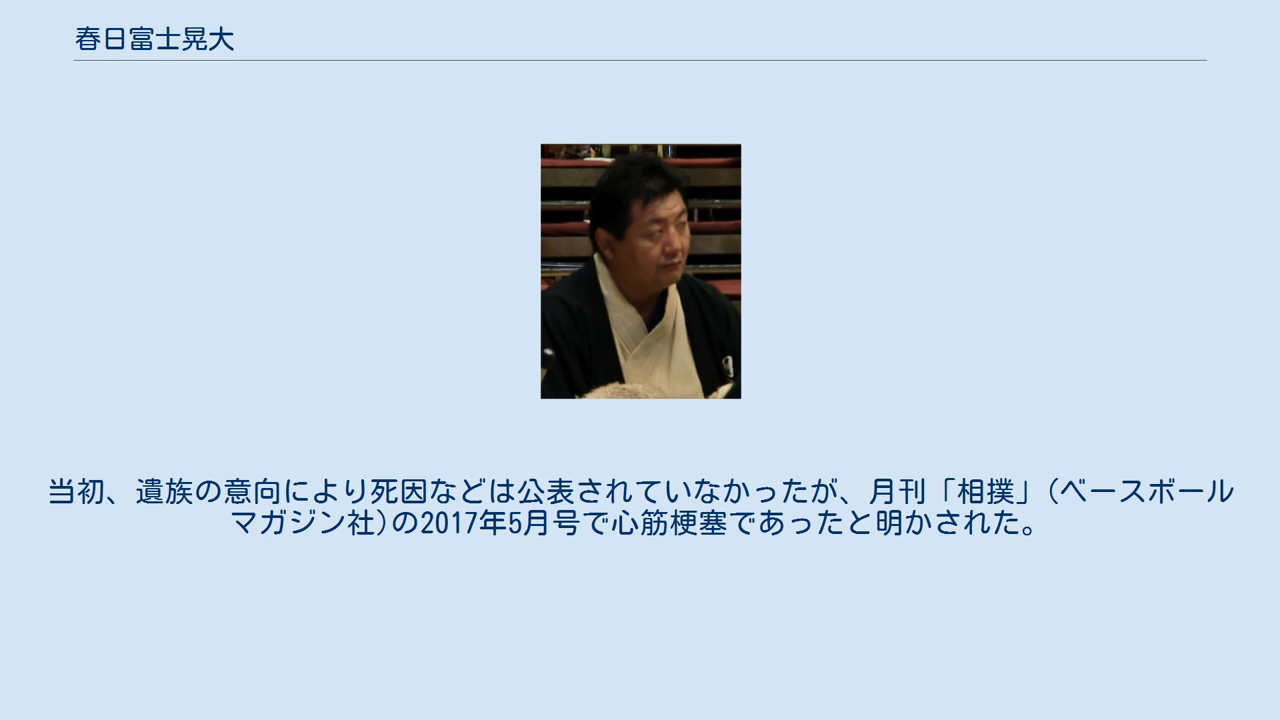 春日富士晃大
当初、遺族の意向により死因などは公表されていなかったが、月刊「相撲」(ベースボール
マガジン社)の2017年5月号で心筋梗塞であったと明かされた。